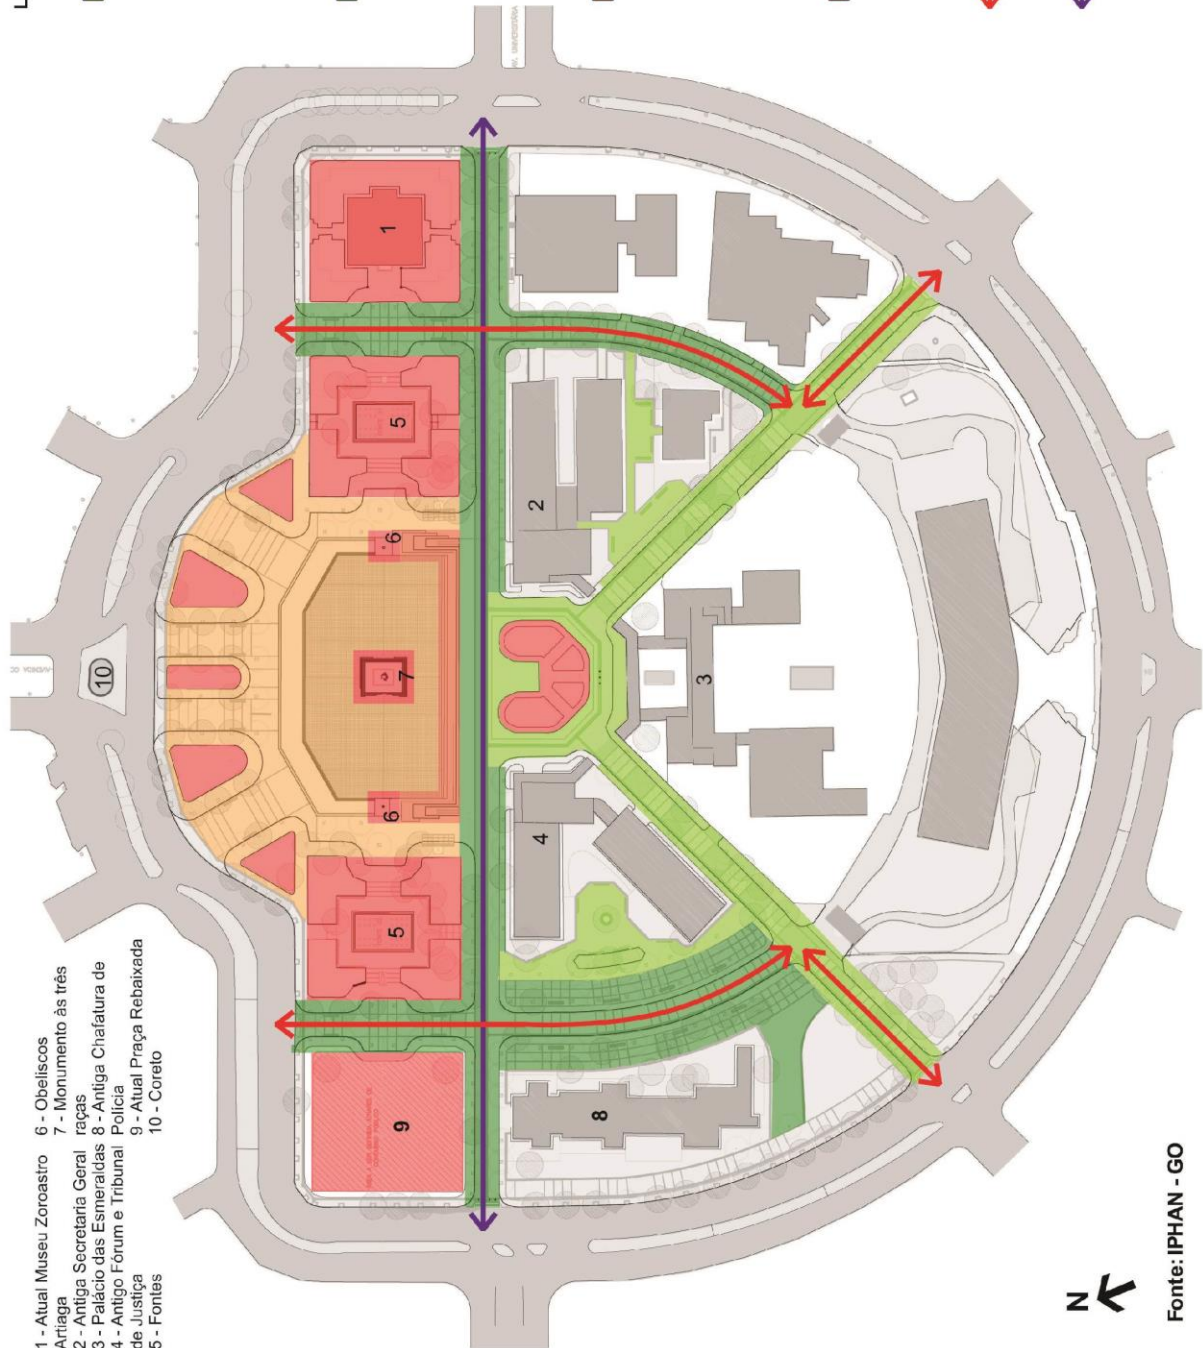 1 - Atual Museu Zoroastro
Artiaga
2 - Antiga Secretaria Geral
3 - Palácio das Esmeraldas
4 - Antigo Fórum e Tribunal
de Justiça
5 - Fontes
6 - Obeliscos
7 - Monumento às três
raças
8 - Antiga Chafatura de
Polícia
9 - Atual Praça Rebaixada
10 - Coreto
10
1
5
6
7
6
5
9
2
3
4
8
N
Fonte: IPHAN - GO